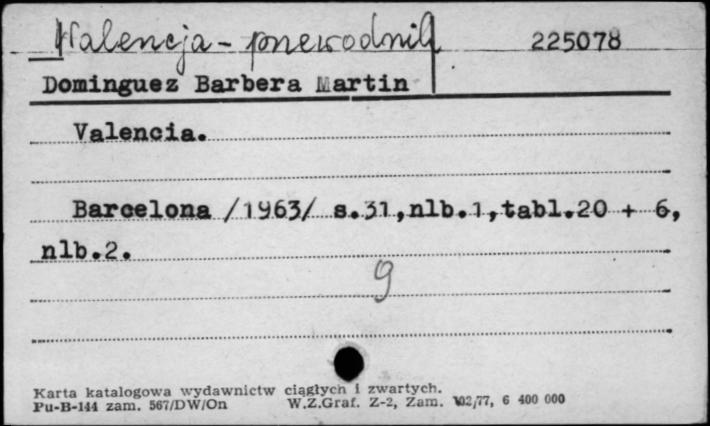 Walencja - przewodnik 225078
Dominguez Barbera Martin
Valencia.
Barcelona /1963/ s.31,nlb.1,tabl.20 + 6,
nlb.2.
9
Karta katalogowa wydawnictw ciągłych i zwartych.
Pu-B-144 zam. 567/DW/On W.Z.Graf. Z-2, Zam. 102/77, 6 400 000